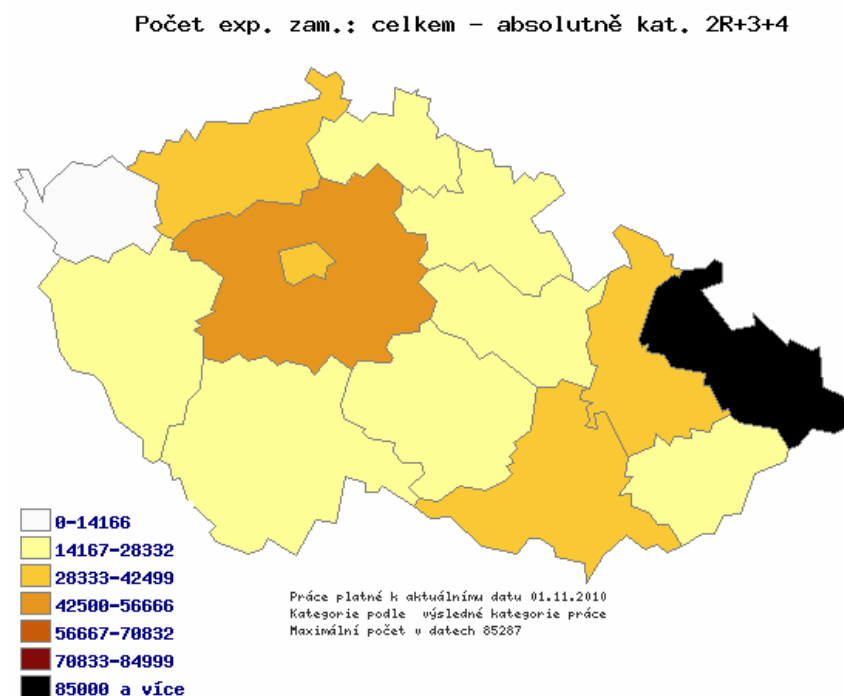 Počet exp. zam.: celkem - absolutně kat. 2R+3+4
0-14166
14167-28332
28333-42499
42500-56666
56667-70832
70833-84999
85000 a více
Práce platné k aktuálnímu datu 01.11.2010
Kategorie podle výsledné kategorie práce
Maximální počet v datech 85287